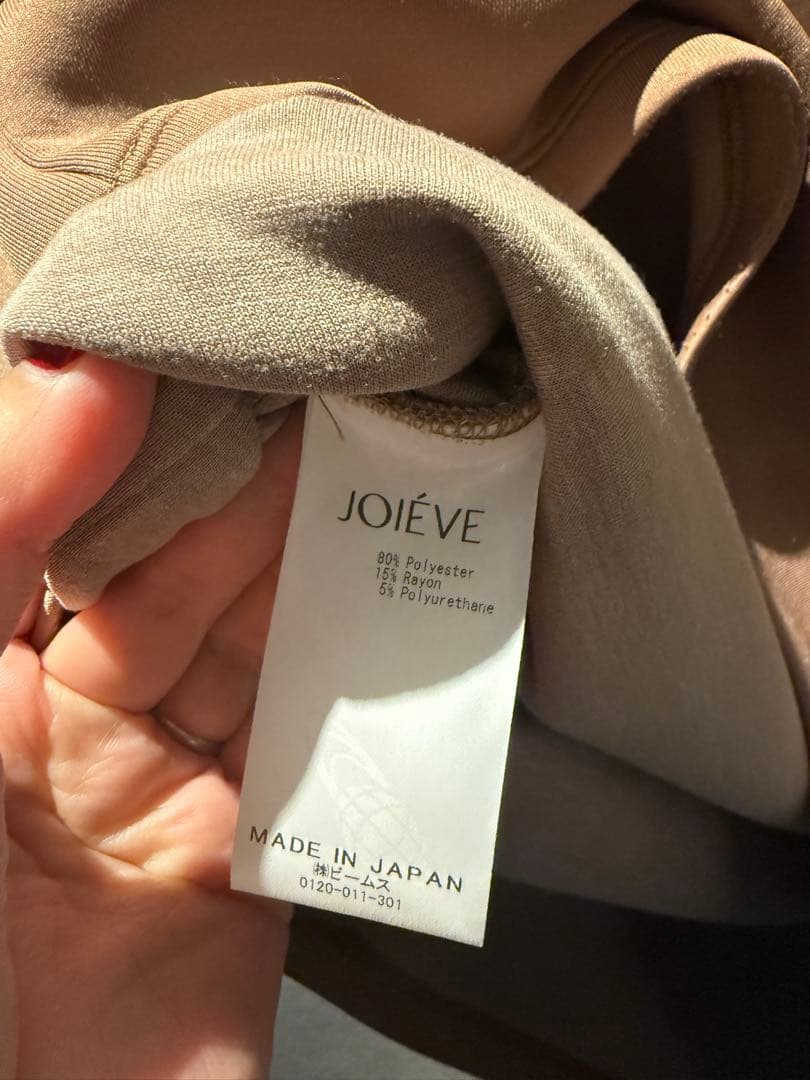 JOIÉVE
80% Polyester
15% Rayon
5% Polyurethane
MADE IN JAPAN
㈱ビームス
0120-011-301